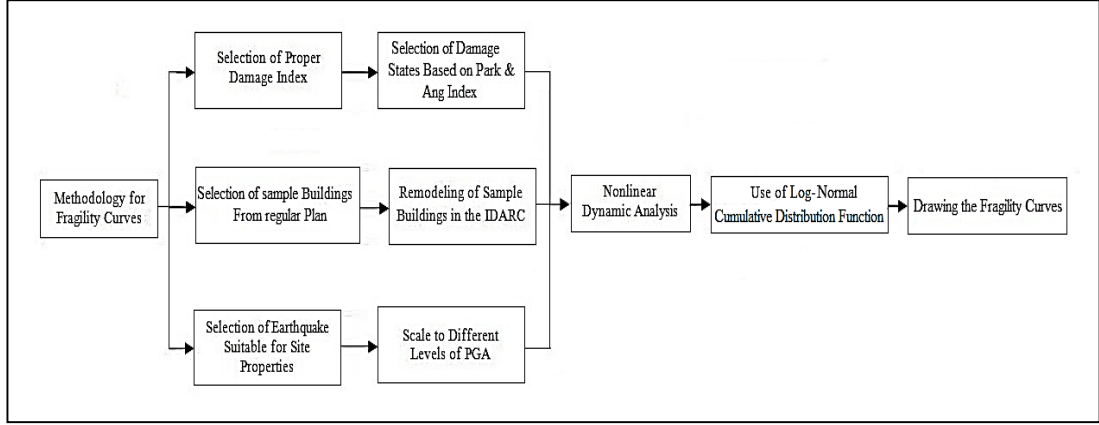 Selection of Proper
Damage Index
Selection of Damage
States Based on Park &
Ang Index
Methodology for
Fragility Curves
Selection of sample Buildings
From regular Plan
Remodeling of Sample
Buildings in the IDARC
Nonlinear
Dynamic Analysis
Use of Log-Normal
Cumulative Distribution Function
Drawing the Fragility Curves
Selection of Earthquake
Suitable for Site
Properties
Scale to Different
Levels of PGA